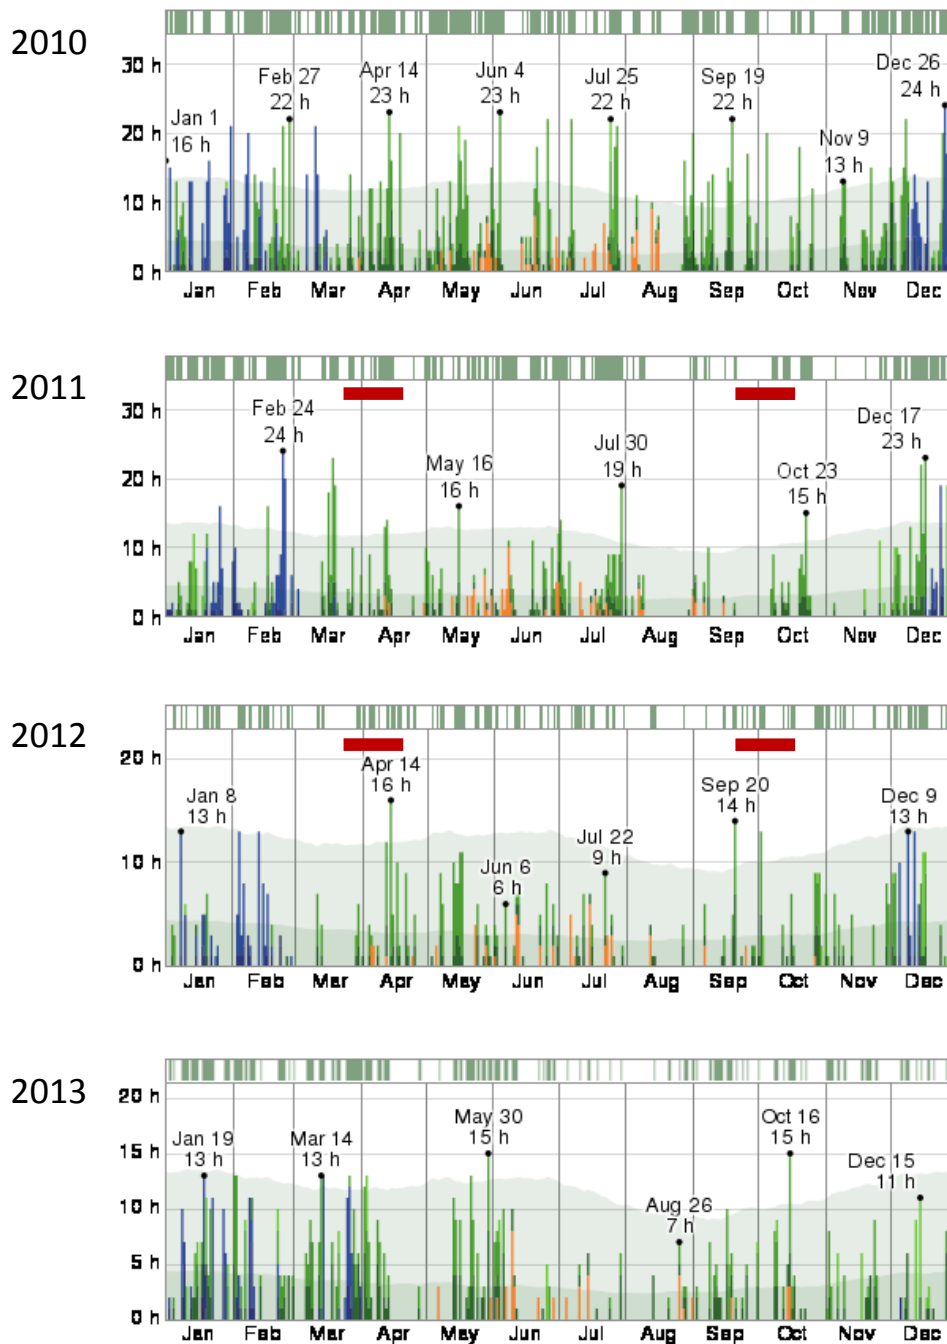 2010
30 h
20 h
10 h
0 h
Jan 1
16 h
Feb 27
22 h
Apr 14
23 h
Jun 4
23 h
Jul 25
22 h
Sep 19
22 h
Nov 9
13 h
Dec 26
24 h
Jan Feb Mar Apr May Jun Jul Aug Sep Oct Nov Dec
2011
30 h
20 h
10 h
0 h
Feb 24
24 h
May 16
16 h
Jul 30
19 h
Oct 23
15 h
Dec 17
23 h
Jan Feb Mar Apr May Jun Jul Aug Sep Oct Nov Dec
2012
20 h
10 h
0 h
Jan 8
13 h
Apr 14
16 h
Jun 6
6 h
Jul 22
9 h
Sep 20
14 h
Dec 9
13 h
Jan Feb Mar Apr May Jun Jul Aug Sep Oct Nov Dec
2013
20 h
15 h
10 h
5 h
0 h
Jan 19
13 h
Mar 14
13 h
May 30
15 h
Aug 26
7 h
Oct 16
15 h
Dec 15
11 h
Jan Feb Mar Apr May Jun Jul Aug Sep Oct Nov Dec